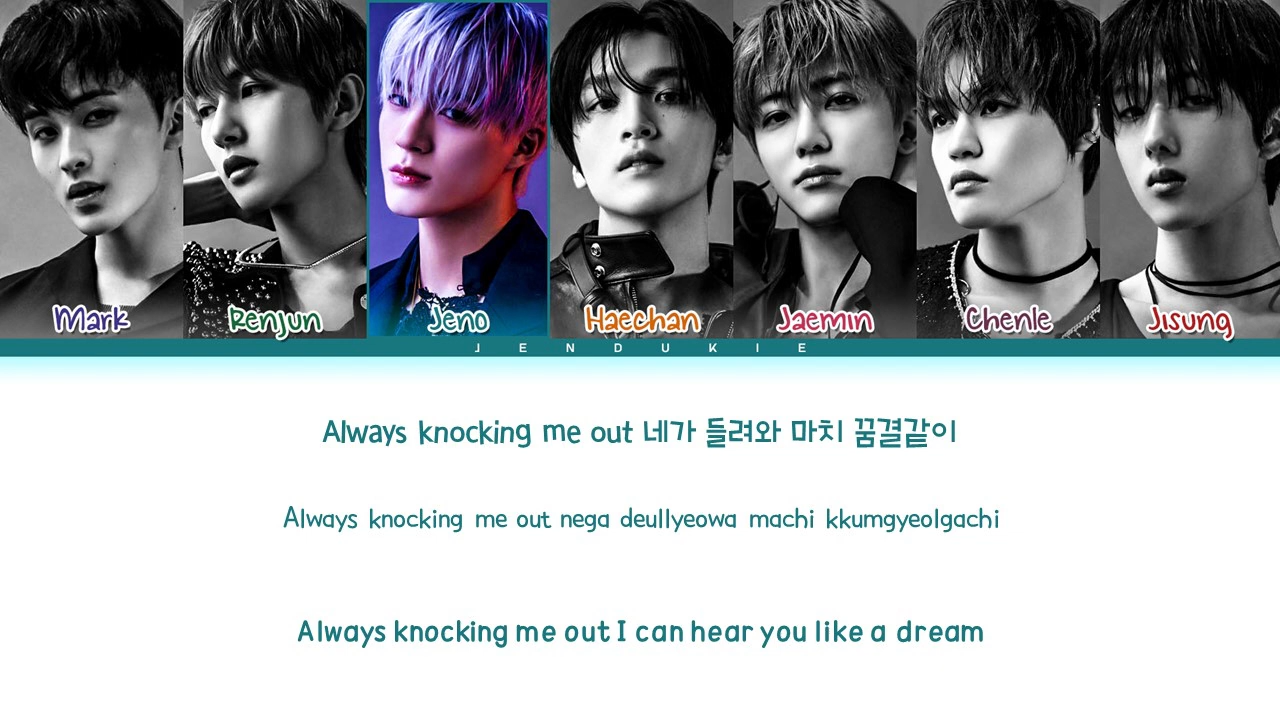 Mark Renjun Jeno Haechan Jaemin Chenle Jisung
JENDUKIE
Always knocking me out 네가 들려와 마치 꿈결같이
Always knocking me out nega deullyeowa machi kkumgyeolgachi
Always knocking me out I can hear you like a dream